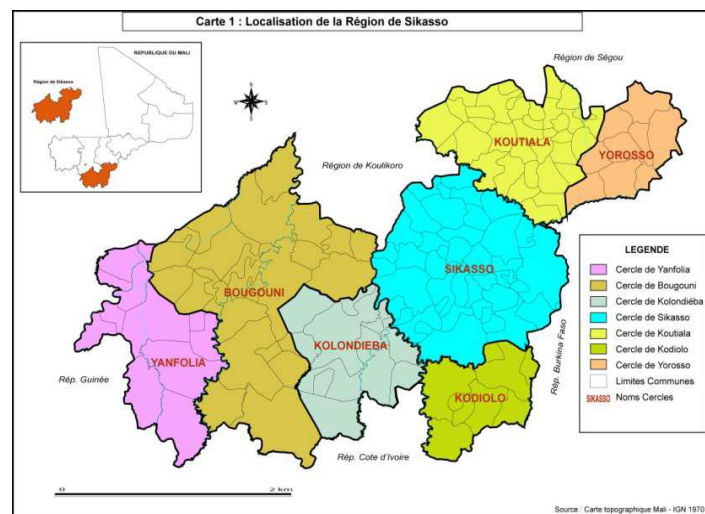 Carte 1 : Localisation de la Région de Sikasso
REPUBLIQUE DU MALI
Région de Sikasso
Région de Ségou
KOUTIALA
YOROSSO
Région de Koulikoro
SIKASSO
BOUGOUNI
KOLONDIEBA
YANFOLIA
KODIOLO
Rép. Guinée
Rép. Burkina Faso
Rép. Cote d'Ivoire
LEGENDE
Cercle de Yanfolia
Cercle de Bougouni
Cercle de Kolondiéba
Cercle de Sikasso
Cercle de Koutiala
Cercle de Kodiolo
Cercle de Yorosso
Limites Communes
SIKASSO Noms Cercles
0 2 km
Source : Carte topographique Mali - IGN 1970